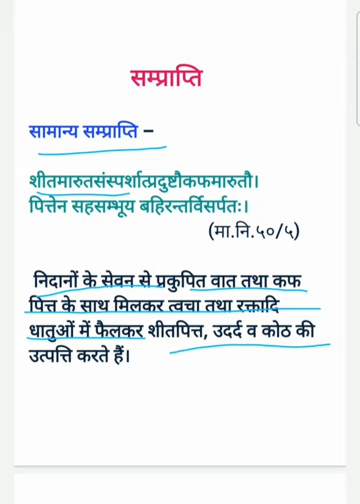 सम्प्राप्ति
सामान्य सम्प्राप्ति –
शीतमारुतसंस्पर्शात्प्रदुष्टौकफमारुतौ।
पित्तेन सहसम्भूय बहिरन्तर्विसर्पतः।
(मा.नि.५०/५)
निदानों के सेवन से प्रकुपित वात तथा कफ
पित्त के साथ मिलकर त्वचा तथा रक्तादि
धातुओं में फैलकर शीतपित्त, उदर्द व कोठ की
उत्पत्ति करते हैं।